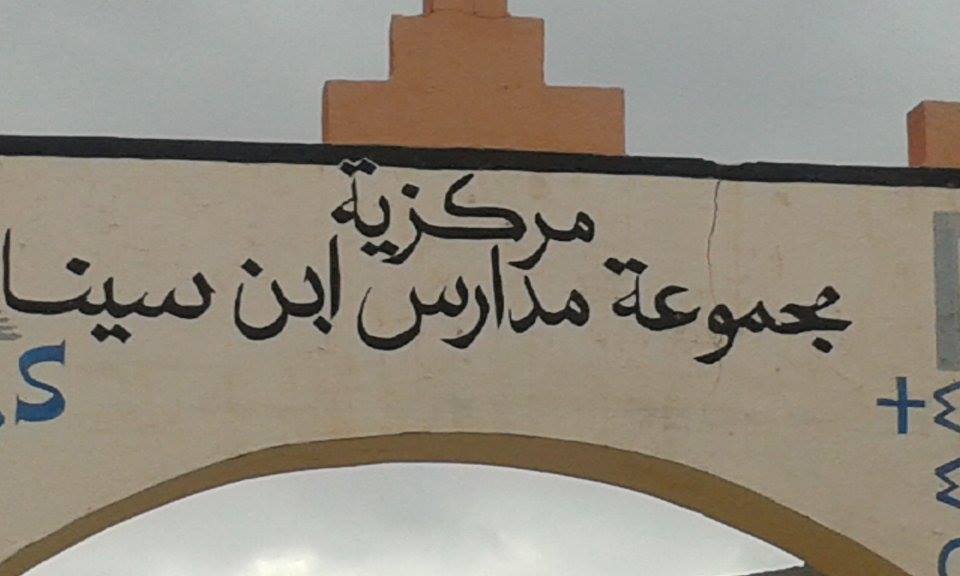 مركزية
مجموعة مدارس ابن سينا